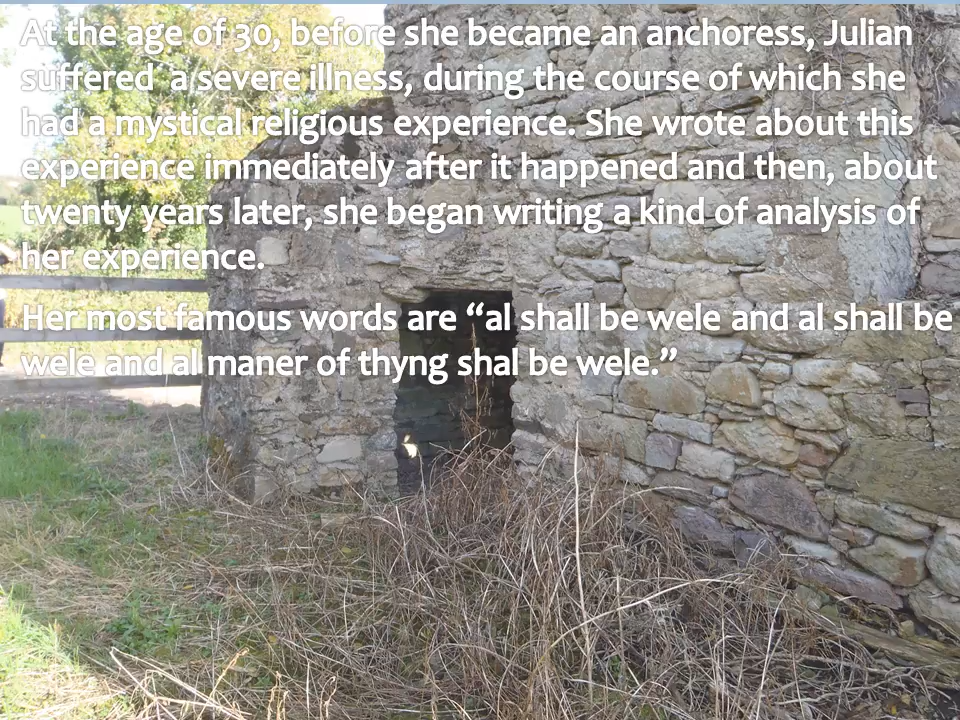 At the age of 30, before she became an anchoress, Julian
suffered a severe illness, during the course of which she
had a mystical religious experience. She wrote about this
experience immediately after it happened and then, about
twenty years later, she began writing a kind of analysis of
her experience.
Her most famous words are “al shall be wele and al shall be
wele and al maner of thyng shal be wele.”